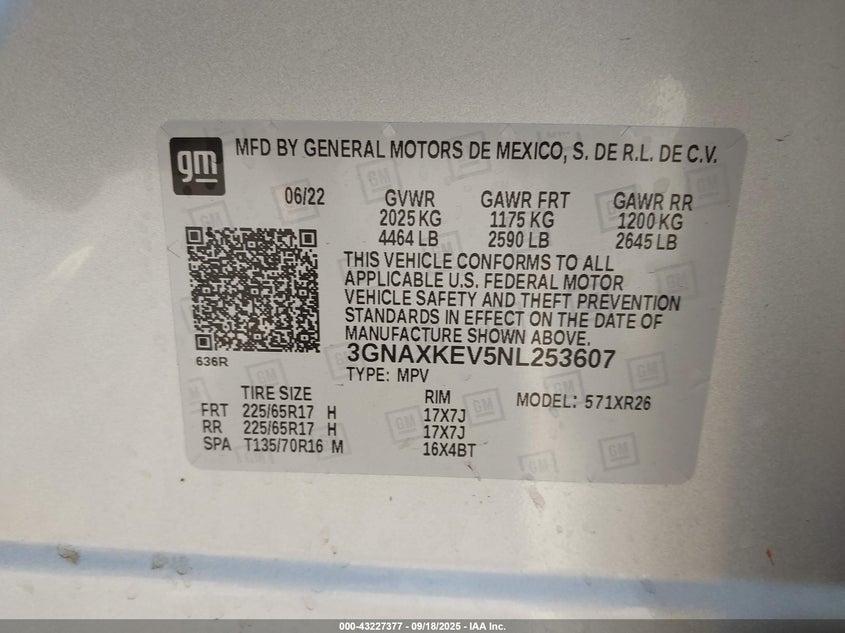 gm MFD BY GENERAL MOTORS DE MEXICO, S. DE R.L. DE C.V.
06/22 GVWR GAWR FRT GAWR RR
2025 KG 1175 KG 1200 KG
4464 LB 2590 LB 2645 LB
THIS VEHICLE CONFORMS TO ALL
APPLICABLE U.S. FEDERAL MOTOR
VEHICLE SAFETY AND THEFT PREVENTION
STANDARDS IN EFFECT ON THE DATE OF
MANUFACTURE SHOWN ABOVE.
636R 3GNAXKEV5NL253607
TYPE: MPV
TIRE SIZE RIM MODEL: 571XR26
FRT 225/65R17 H 17X7J
RR 225/65R17 H 17X7J
SPA T135/70R16 M 16X4BT
000-43227377 - 09/18/2025 - IAA Inc.